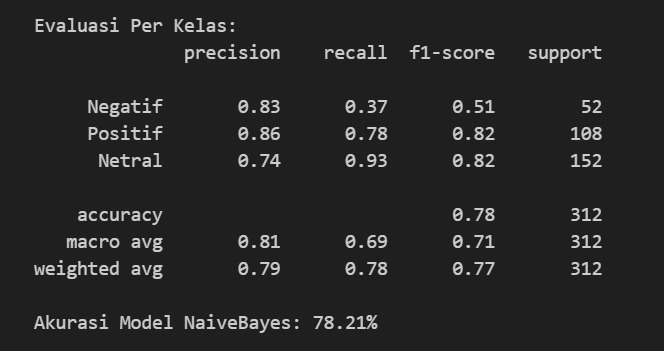 Evaluasi Per Kelas:
precision recall f1-score support
Negatif 0.83 0.37 0.51 52
Positif 0.86 0.78 0.82 108
Netral 0.74 0.93 0.82 152
accuracy 0.78 312
macro avg 0.81 0.69 0.71 312
weighted avg 0.79 0.78 0.77 312
Akurasi Model NaiveBayes: 78.21%